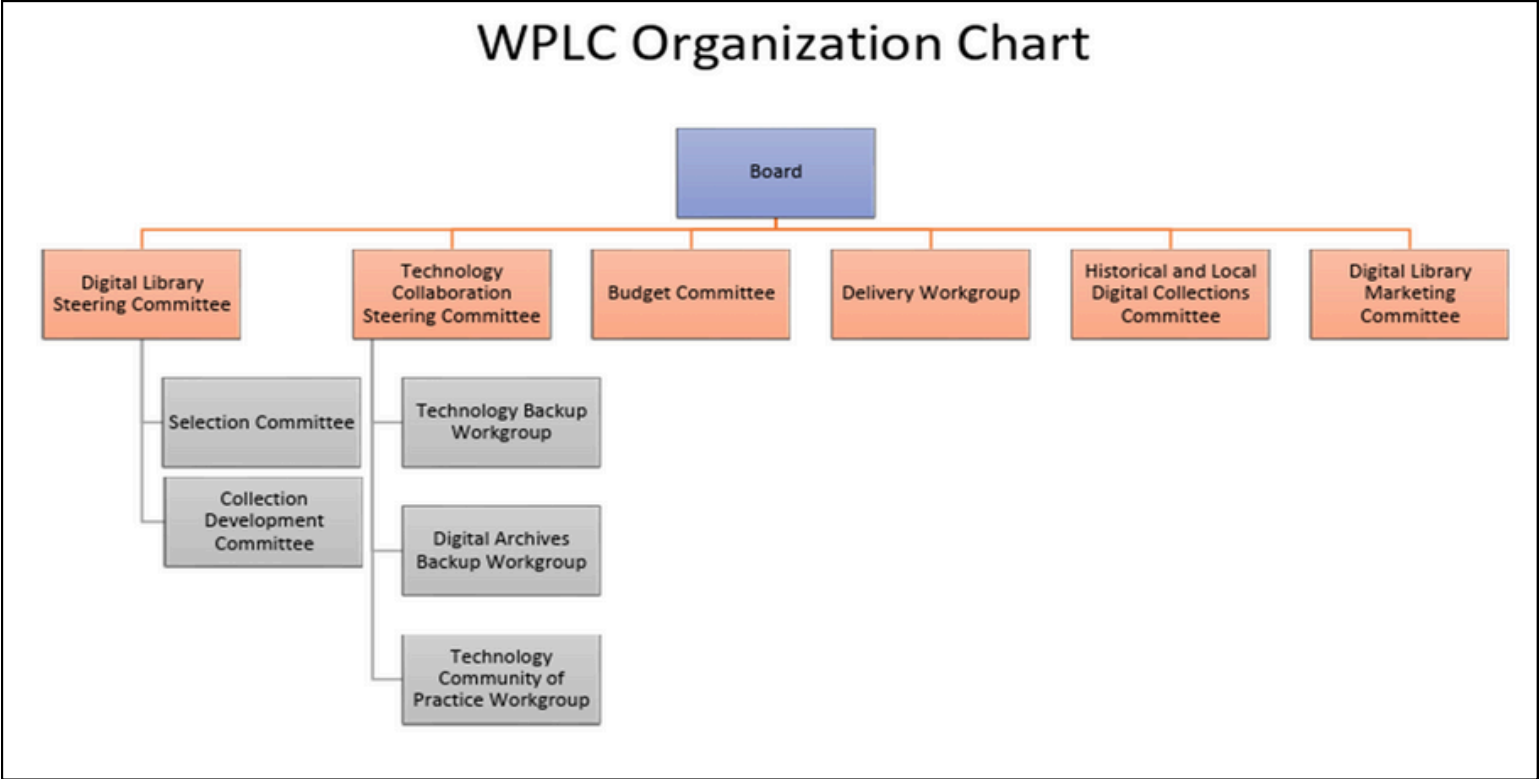 WPLC Organization Chart
Board
Digital Library
Steering Committee
Technology
Collaboration
Steering Committee
Budget Committee
Delivery Workgroup
Historical and Local
Digital Collections
Committee
Digital Library
Marketing
Committee
Selection Committee
Collection
Development
Committee
Technology Backup
Workgroup
Digital Archives
Backup Workgroup
Technology
Community of
Practice Workgroup